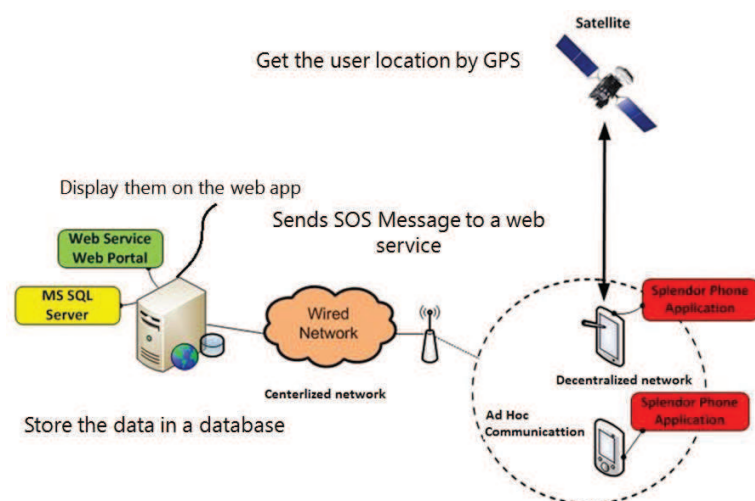 Satellite
Get the user location by GPS
Display them on the web app
Sends SOS Message to a web
service
Web Service
Web Portal
MS SQL
Server
Wired
Network
Splendor Phone
Application
Centerlized network
Decentralized network
Store the data in a database
Ad Hoc
Communicattion
Splendor Phone
Application